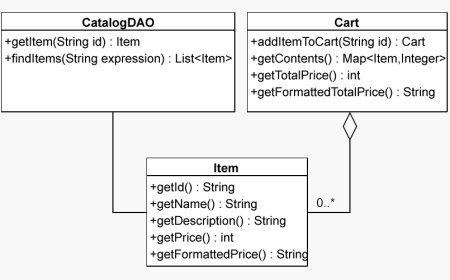 CatalogDAO
+getItem(String id) : Item
+findItems(String expression) : List<Item>
Cart
+addItemToCart(String id) : Cart
+getContents() : Map<Item,Integer>
+getTotalPrice() : int
+getFormattedTotalPrice() : String
0..*
Item
+getId() : String
+getName() : String
+getDescription() : String
+getPrice() : int
+getFormattedPrice() : String